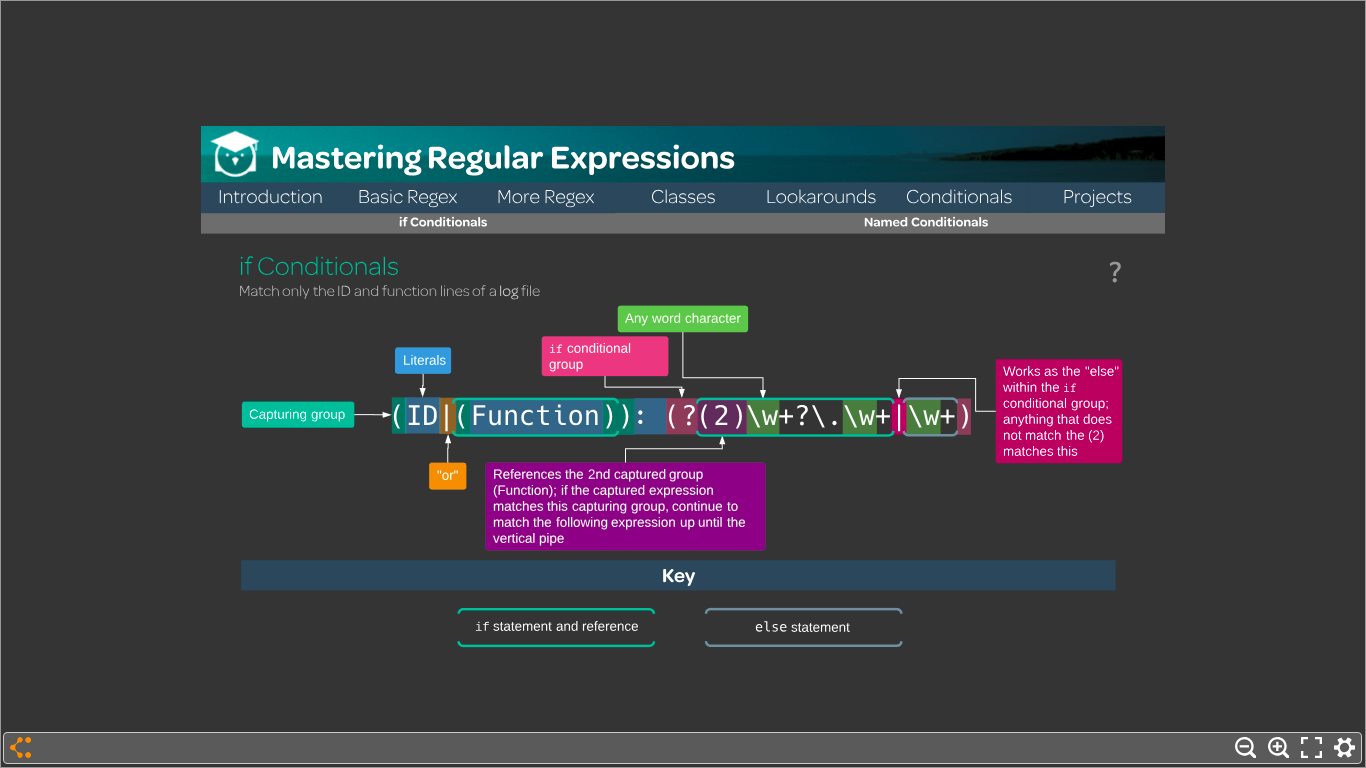 Mastering Regular Expressions
Introduction Basic Regex More Regex Classes Lookarounds Conditionals Projects
if Conditionals Named Conditionals
if Conditionals
?
Match only the ID and function lines of a log file
Any word character
if conditional
group
Literals
Works as the "else"
within the if
conditional group;
anything that does
not match the (2)
matches this
Capturing group
(ID|(Function)): (?(2)\w+?\.\w+|\w+)
"or"
References the 2nd captured group
(Function); if the captured expression
matches this capturing group, continue to
match the following expression up until the
vertical pipe
Key
if statement and reference
else statement